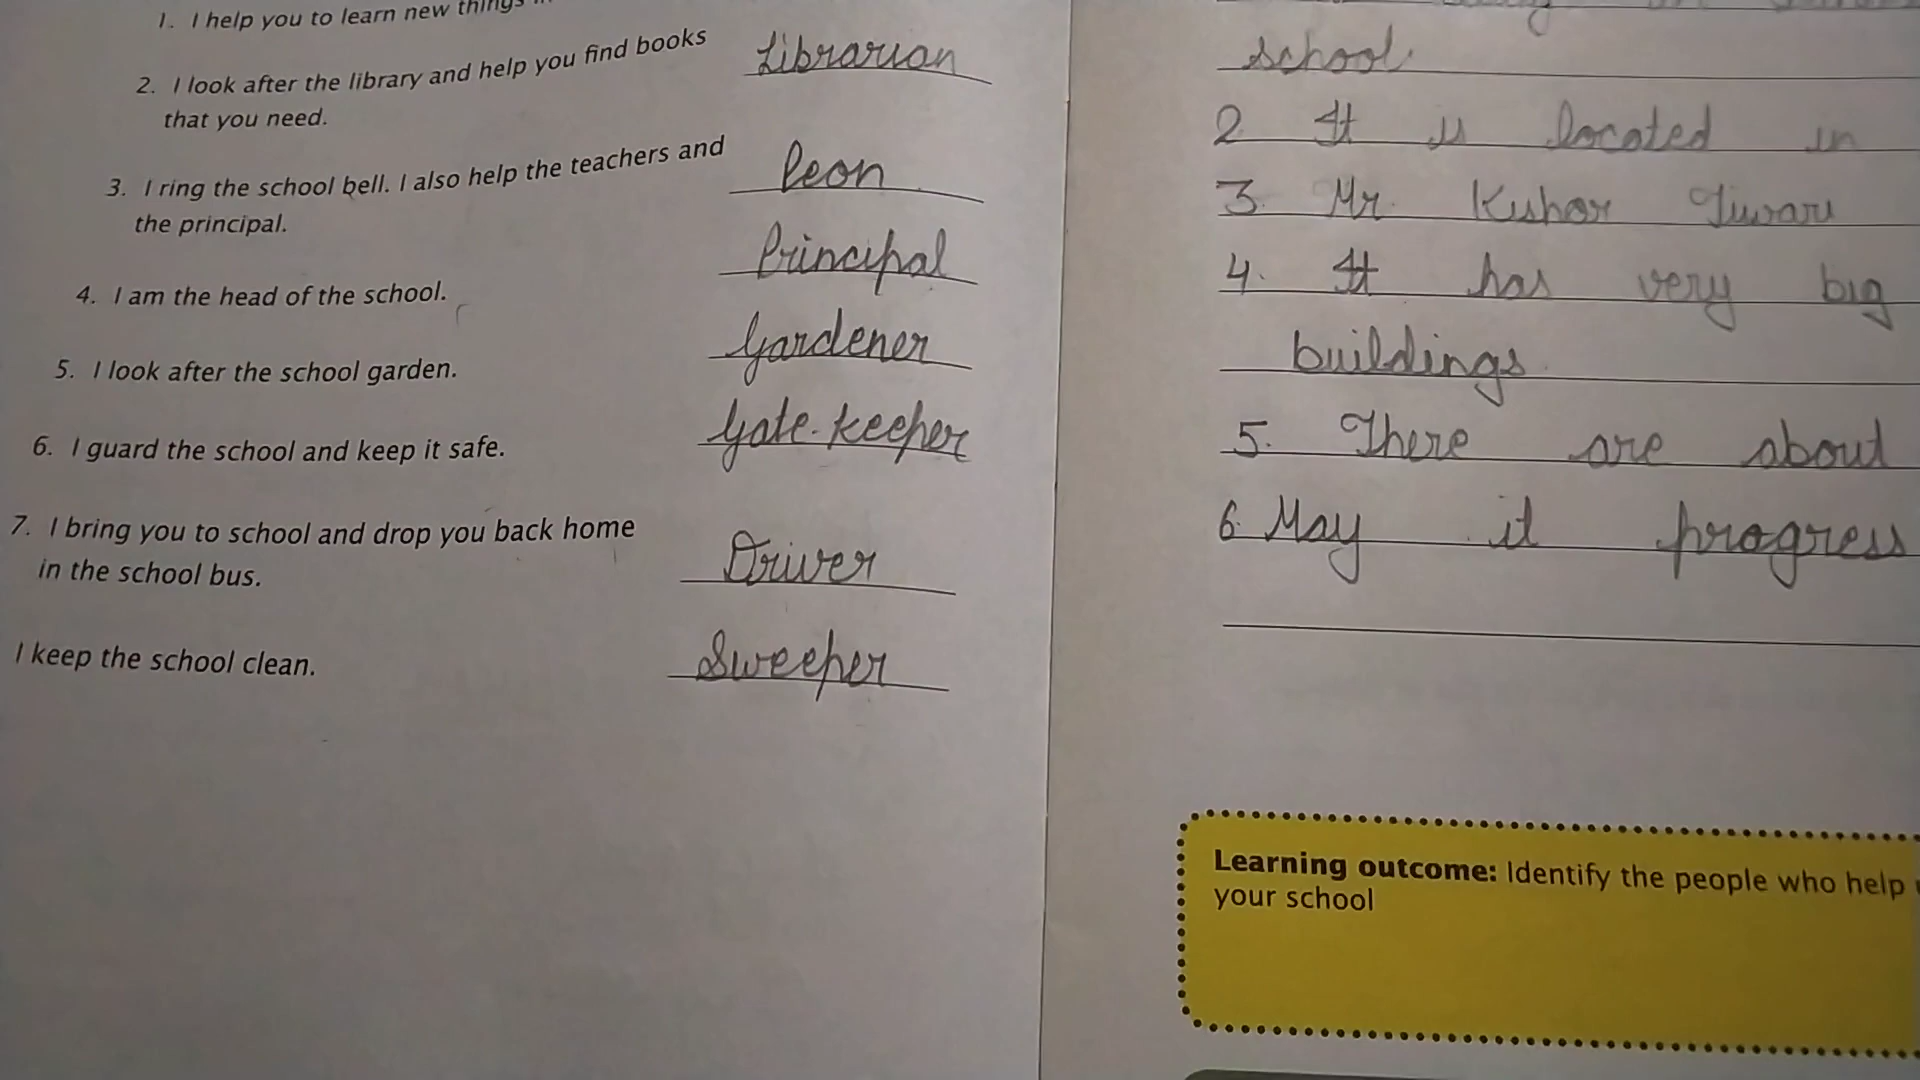 1. I help you to learn new things
2. I look after the library and help you find books
that you need.
Librarian
3. I ring the school bell. I also help the teachers and
the principal.
Peon
4. I am the head of the school.
Principal
5. I look after the school garden.
Gardener
6. I guard the school and keep it safe.
Gate-keeper
7. I bring you to school and drop you back home
in the school bus.
Driver
I keep the school clean.
Sweeper
school.
2 It is located in
3. Mr. Kishor Tiwari
4. It has very big
buildings.
5. There are about
6. May it progress
Learning outcome: Identify the people who help
your school